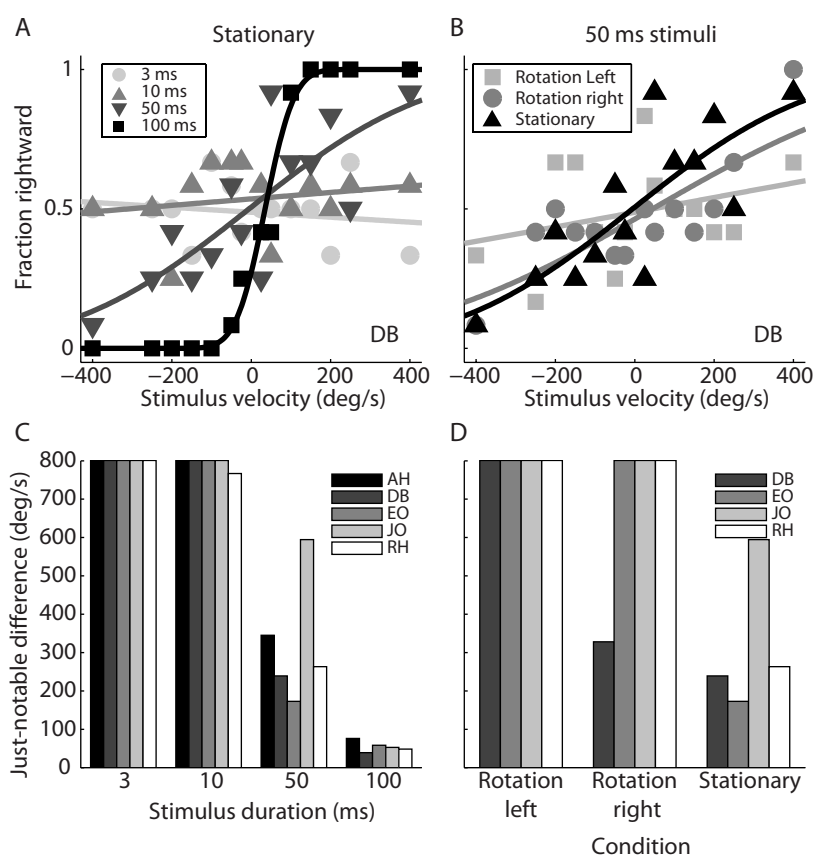 A
Stationary
3 ms
10 ms
50 ms
100 ms
1
0.5
0
Fraction rightward
DB
−400
−200
0
200
400
Stimulus velocity (deg/s)
B
50 ms stimuli
Rotation Left
Rotation right
Stationary
DB
−400
−200
0
200
400
Stimulus velocity (deg/s)
C
800
700
600
500
400
300
200
100
0
Just-notable difference (deg/s)
AH
DB
EO
JO
RH
3
10
50
100
Stimulus duration (ms)
D
DB
EO
JO
RH
Rotation
left
Rotation
right
Stationary
Condition